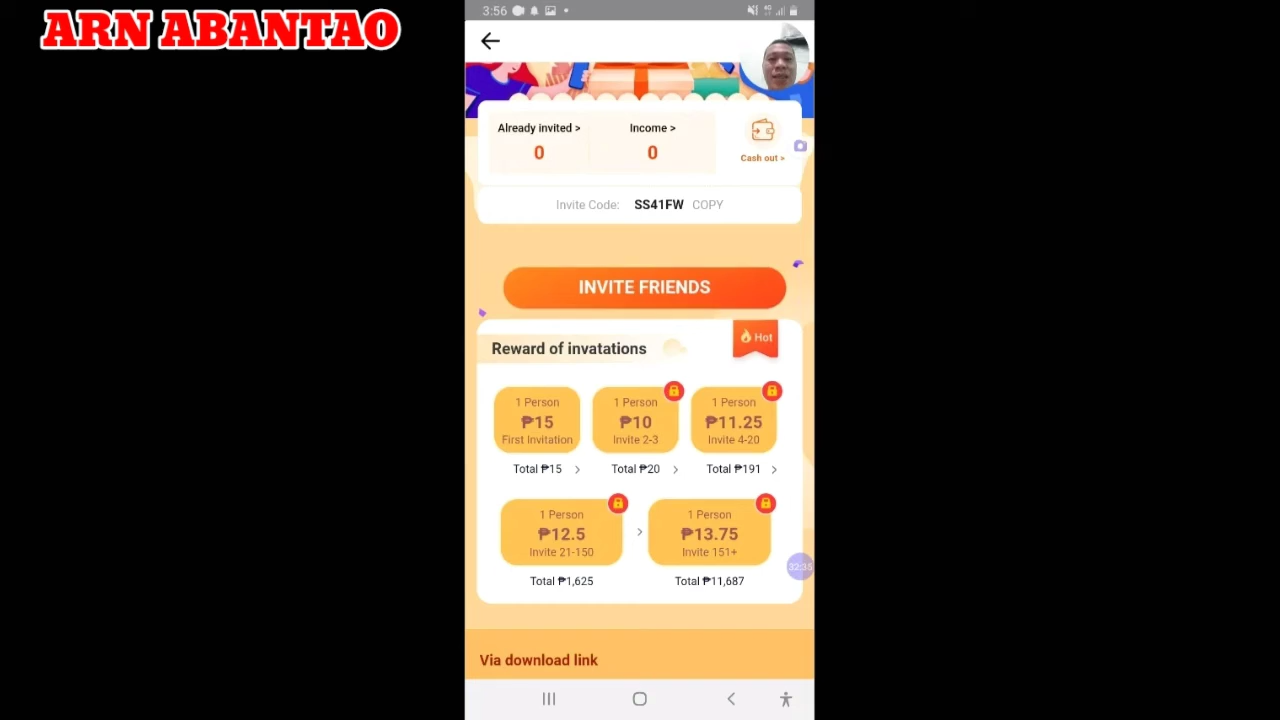 ARN ABANTAO
3:56
Already invited >
Income >
0
0
Cash out >
Invite Code: SS41FW COPY
INVITE FRIENDS
Reward of invatations
Hot
1 Person
₱15
First Invitation
Total ₱15
1 Person
₱10
Invite 2-3
Total ₱20
1 Person
₱11.25
Invite 4-20
Total ₱191
1 Person
₱12.5
Invite 21-150
Total ₱1,625
1 Person
₱13.75
Invite 151+
Total ₱11,687
32:35
Via download link